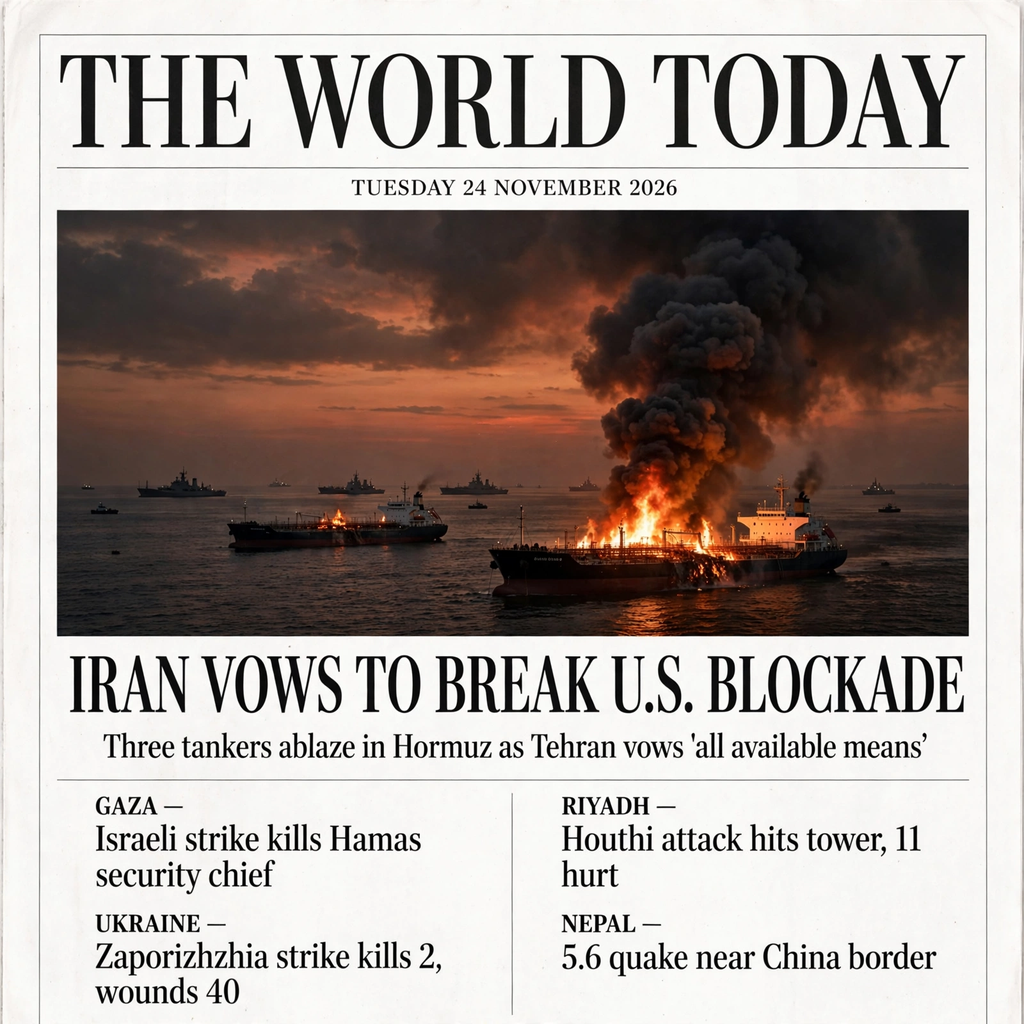 THE WORLD TODAY
TUESDAY 24 NOVEMBER 2026
IRAN VOWS TO BREAK U.S. BLOCKADE
Three tankers ablaze in Hormuz as Tehran vows 'all available means’
GAZA —
Israeli strike kills Hamas
security chief
UKRAINE —
Zaporizhzhia strike kills 2,
wounds 40
RIYADH —
Houthi attack hits tower, 11
hurt
NEPAL —
5.6 quake near China border